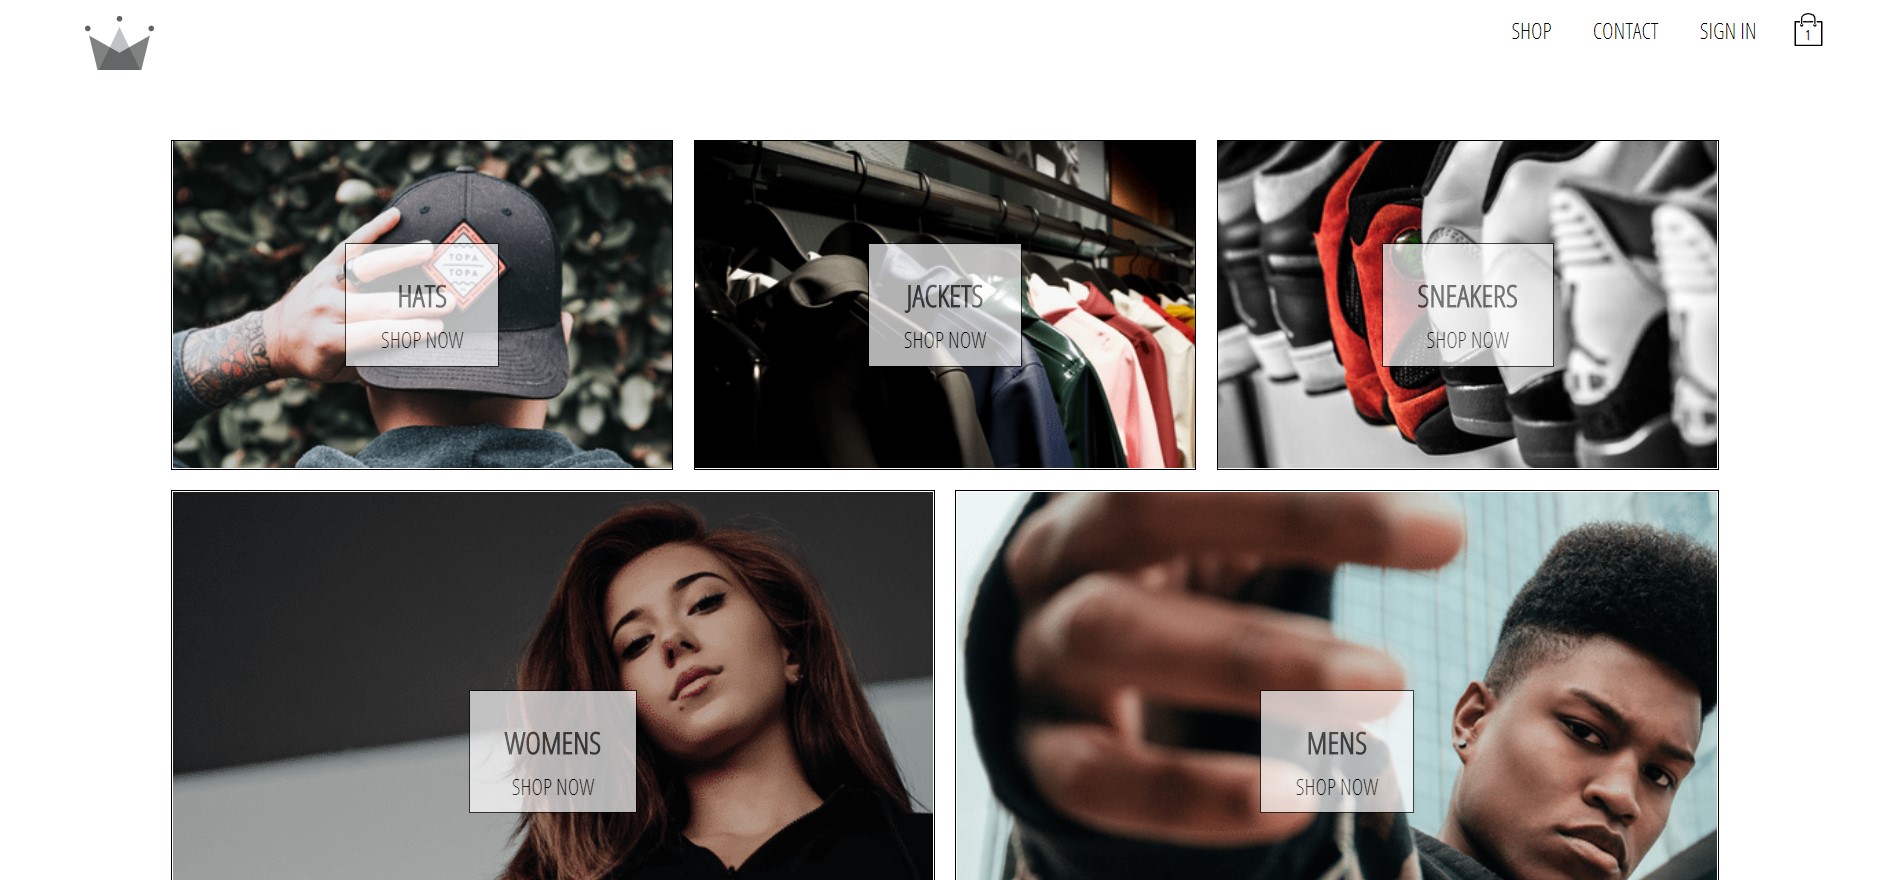 SHOP CONTACT SIGN IN
1
TOPA
TOPA
HATS
SHOP NOW
JACKETS
SHOP NOW
SNEAKERS
SHOP NOW
WOMENS
SHOP NOW
MENS
SHOP NOW